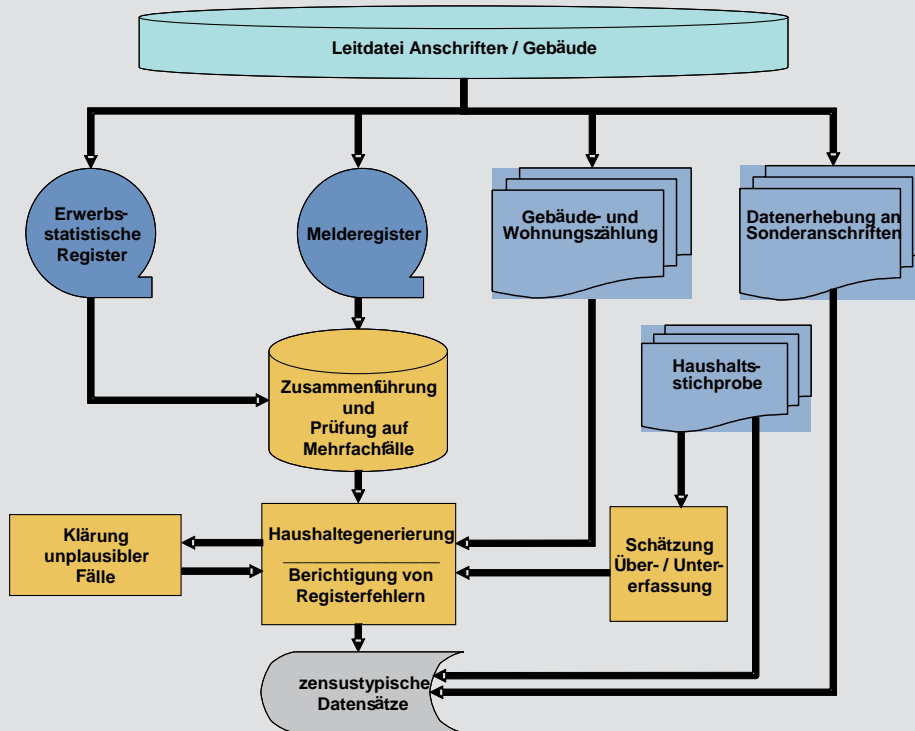 Leitdatei Anschriften- / Gebäude
Erwerbs-
statistische
Register
Melderegister
Gebäude- und
Wohnungszählung
Datenerhebung an
Sonderanschriften
Haushalts-
stichprobe
Zusammenführung
und
Prüfung auf
Mehrfachfälle
Klärung
unplausibler
Fälle
Haushaltegenerierung
Berichtigung von
Registerfehlern
Schätzung
Über- / Unter-
erfassung
zensustypische
Datensätze